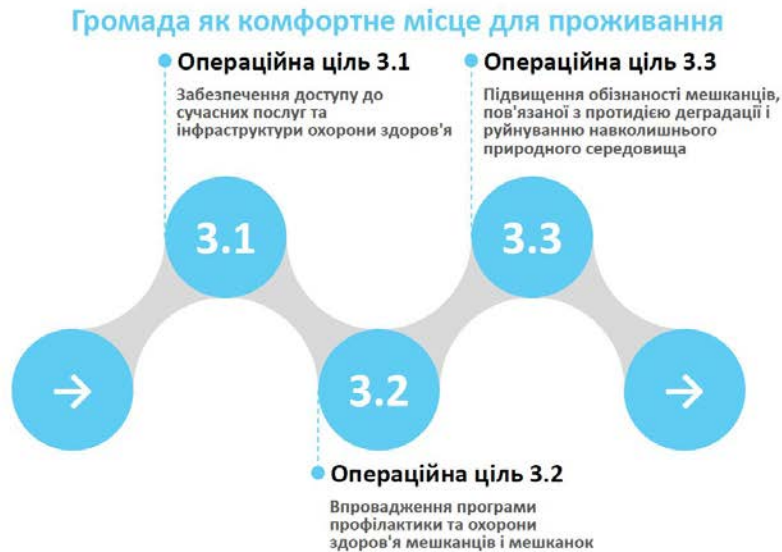 Громада як комфортне місце для проживання
Операційна ціль 3.1
Забезпечення доступу до
сучасних послуг та
інфраструктури охорони здоров'я
Операційна ціль 3.3
Підвищення обізнаності мешканців,
пов'язаної з протидією деградації і
руйнуванню навколишнього
природного середовища
3.1
3.3
→
3.2
→
Операційна ціль 3.2
Впровадження програми
профілактики та охорони
здоров'я мешканців і мешканок